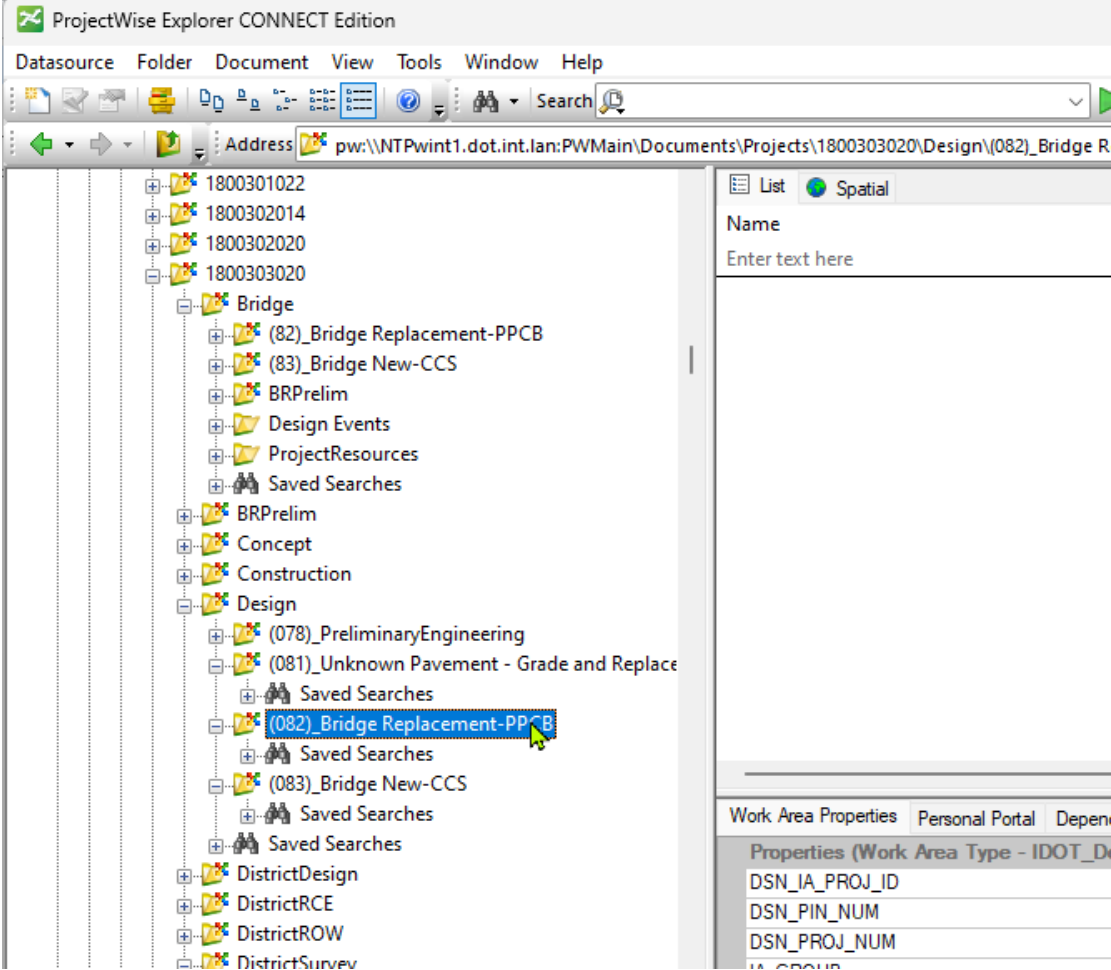 ProjectWise Explorer CONNECT Edition
Datasource Folder Document View Tools Window Help
Search
Address pw:\\NTPwint1.dot.int.lan:PWMain\Documents\Projects\1800303020\Design\(082)_Bridge R
1800301022
1800302014
1800302020
1800303020
Bridge
(82)_Bridge Replacement-PPCB
(83)_Bridge New-CCS
BRPrelim
Design Events
ProjectResources
Saved Searches
BRPrelim
Concept
Construction
Design
(078)_PreliminaryEngineering
(081)_Unknown Pavement - Grade and Replace
Saved Searches
(082)_Bridge Replacement-PPCB
Saved Searches
(083)_Bridge New-CCS
Saved Searches
Saved Searches
DistrictDesign
DistrictRCE
DistrictROW
DistrictSurvey
List Spatial
Name
Enter text here
Work Area Properties Personal Portal Depen
Properties (Work Area Type - IDOT_De
DSN_IA_PROJ_ID
DSN_PIN_NUM
DSN_PROJ_NUM
IA_GROUP